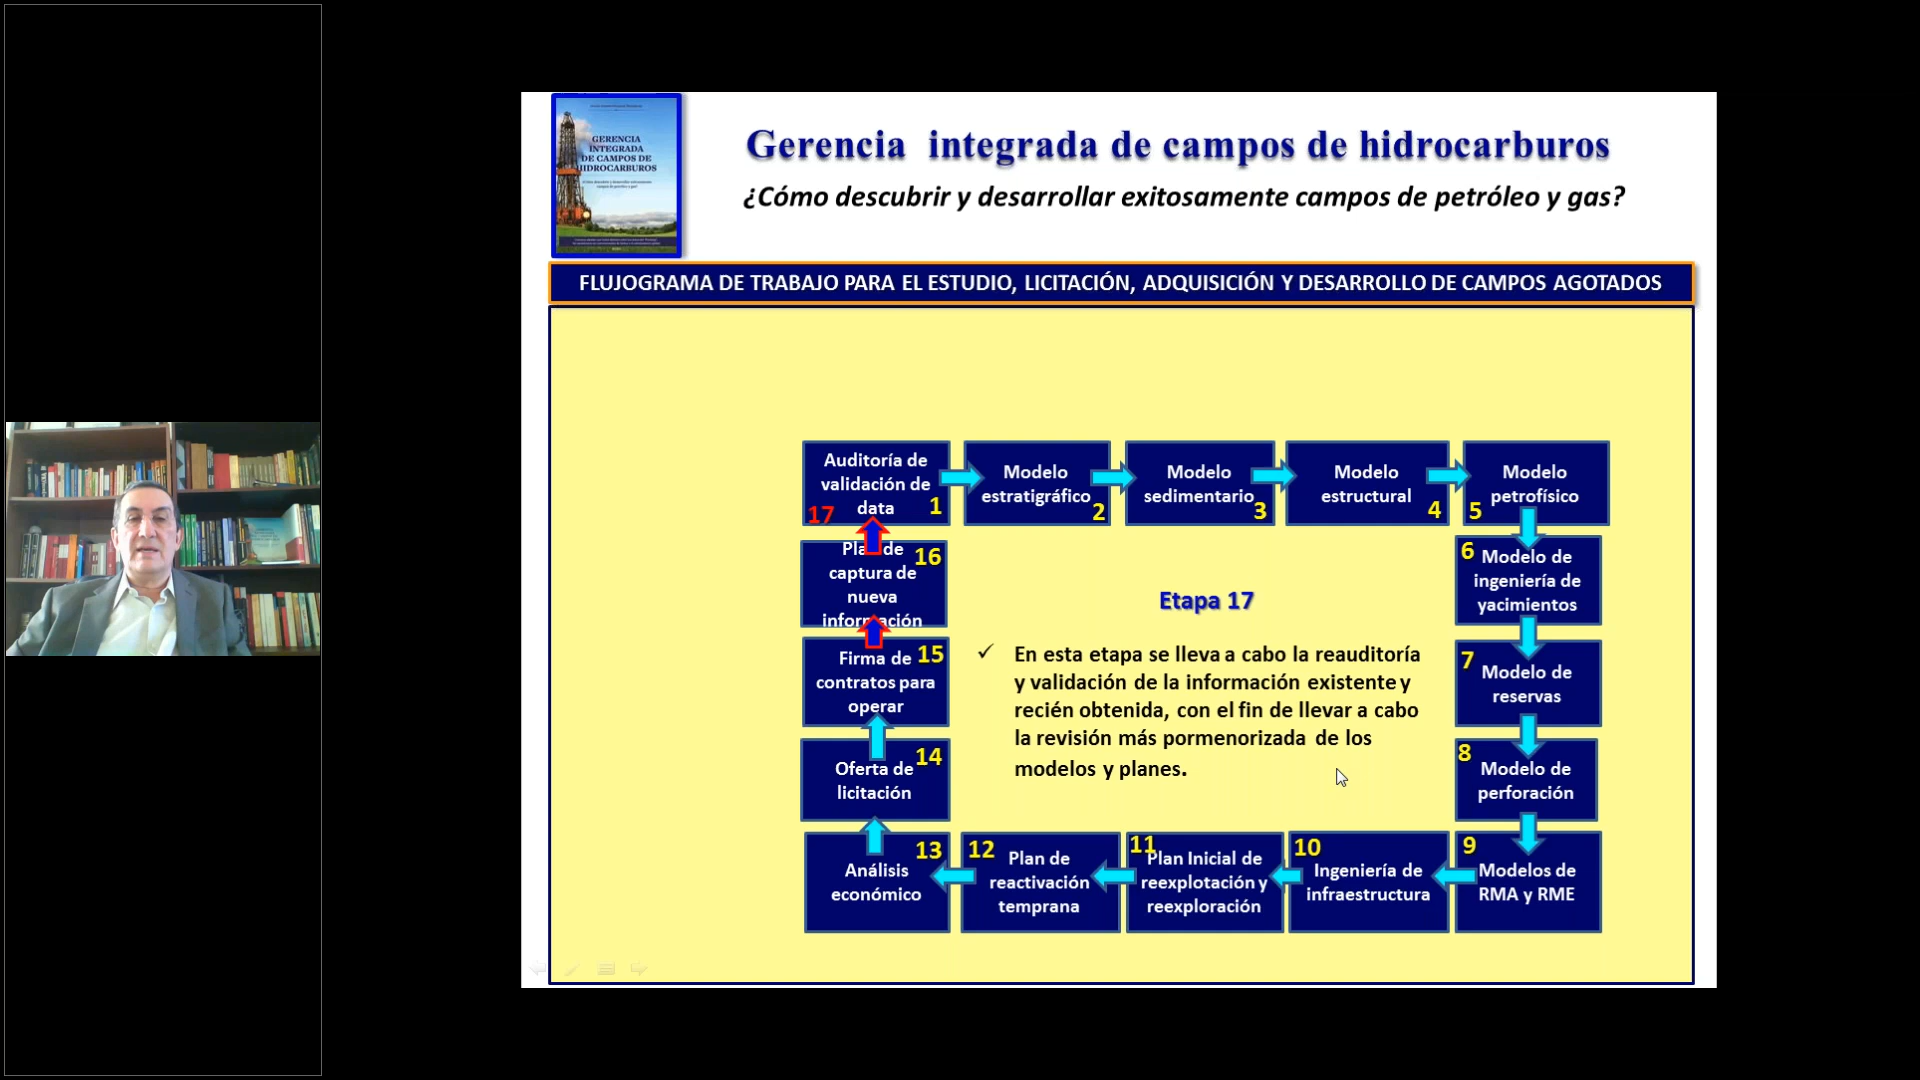 GERENCIA
INTEGRADA
DE CAMPOS DE
HIDROCARBUROS
Gerencia integrada de campos de hidrocarburos
¿Cómo descubrir y desarrollar exitosamente campos de petróleo y gas?
FLUJOGRAMA DE TRABAJO PARA EL ESTUDIO, LICITACIÓN, ADQUISICIÓN Y DESARROLLO DE CAMPOS AGOTADOS
Auditoría de
validación de
data
17
1
Modelo
estratigráfico
2
Modelo
sedimentario
3
Modelo
estructural
4
Modelo
petrofísico
5
6
Modelo de
ingeniería de
yacimientos
7
Modelo de
reservas
8
Modelo de
perforación
9
Modelos de
RMA y RME
10
Ingeniería de
infraestructura
11
Plan Inicial de
reexplotación y
reexploración
12
Plan de
reactivación
temprana
13
Análisis
económico
14
Oferta de
licitación
15
Firma de
contratos para
operar
16
Plan de
captura de
nueva
información
Etapa 17
✓ En esta etapa se lleva a cabo la reauditoría
y validación de la información existente y
recién obtenida, con el fin de llevar a cabo
la revisión más pormenorizada de los
modelos y planes.